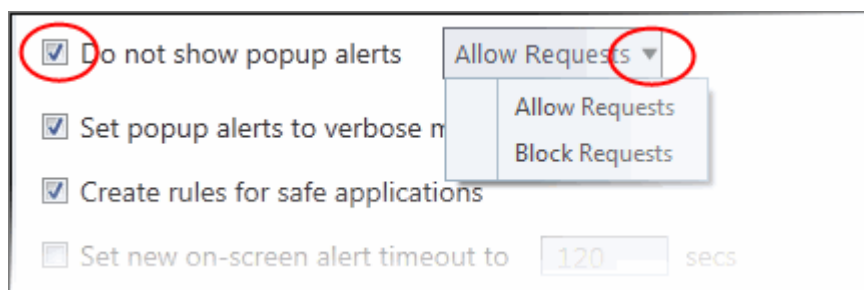 Do not show popup alerts Allow Requests
Allow Requests
Set popup alerts to verbose m
Block Requests
Create rules for safe applications
Set new on-screen alert timeout to 120 secs